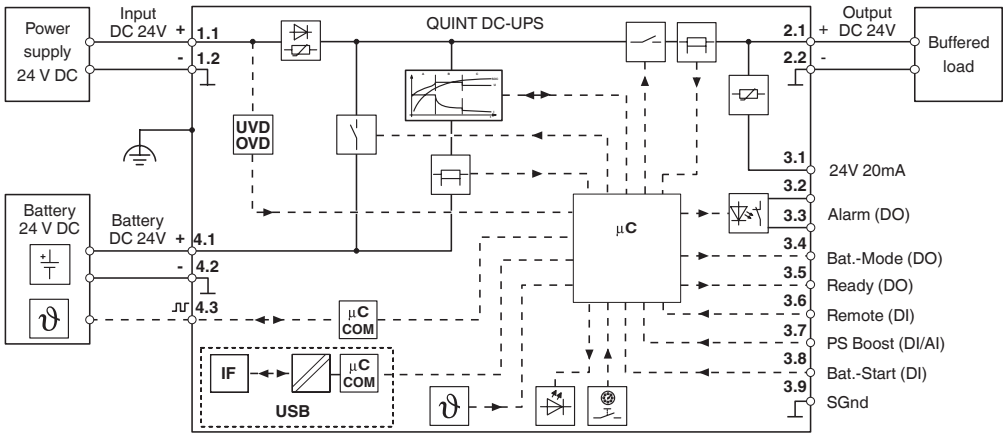 QUINT DC-UPS
Power
supply
24 V DC
Input
DC 24V
+
1.1
-
1.2
UVD
OVD
Battery
24 V DC
ϑ
Battery
DC 24V
+
4.1
-
4.2
4.3
µC
COM
IF
µC
COM
USB
ϑ
µC
2.1
+
2.2
-
Output
DC 24V
Buffered
load
3.1
24V 20mA
3.2
3.3
Alarm (DO)
3.4
Bat.-Mode (DO)
3.5
Ready (DO)
3.6
Remote (DI)
3.7
PS Boost (DI/AI)
3.8
Bat.-Start (DI)
3.9
SGnd